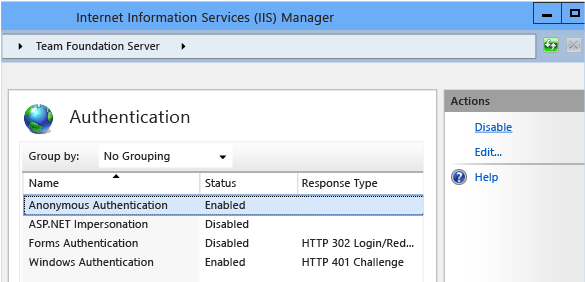 Internet Information Services (IIS) Manager
Team Foundation Server
Authentication
Group by: No Grouping
Name Status Response Type
Anonymous Authentication Enabled
ASP.NET Impersonation Disabled
Forms Authentication Disabled HTTP 302 Login/Red...
Windows Authentication Enabled HTTP 401 Challenge
Actions
Disable
Edit...
Help